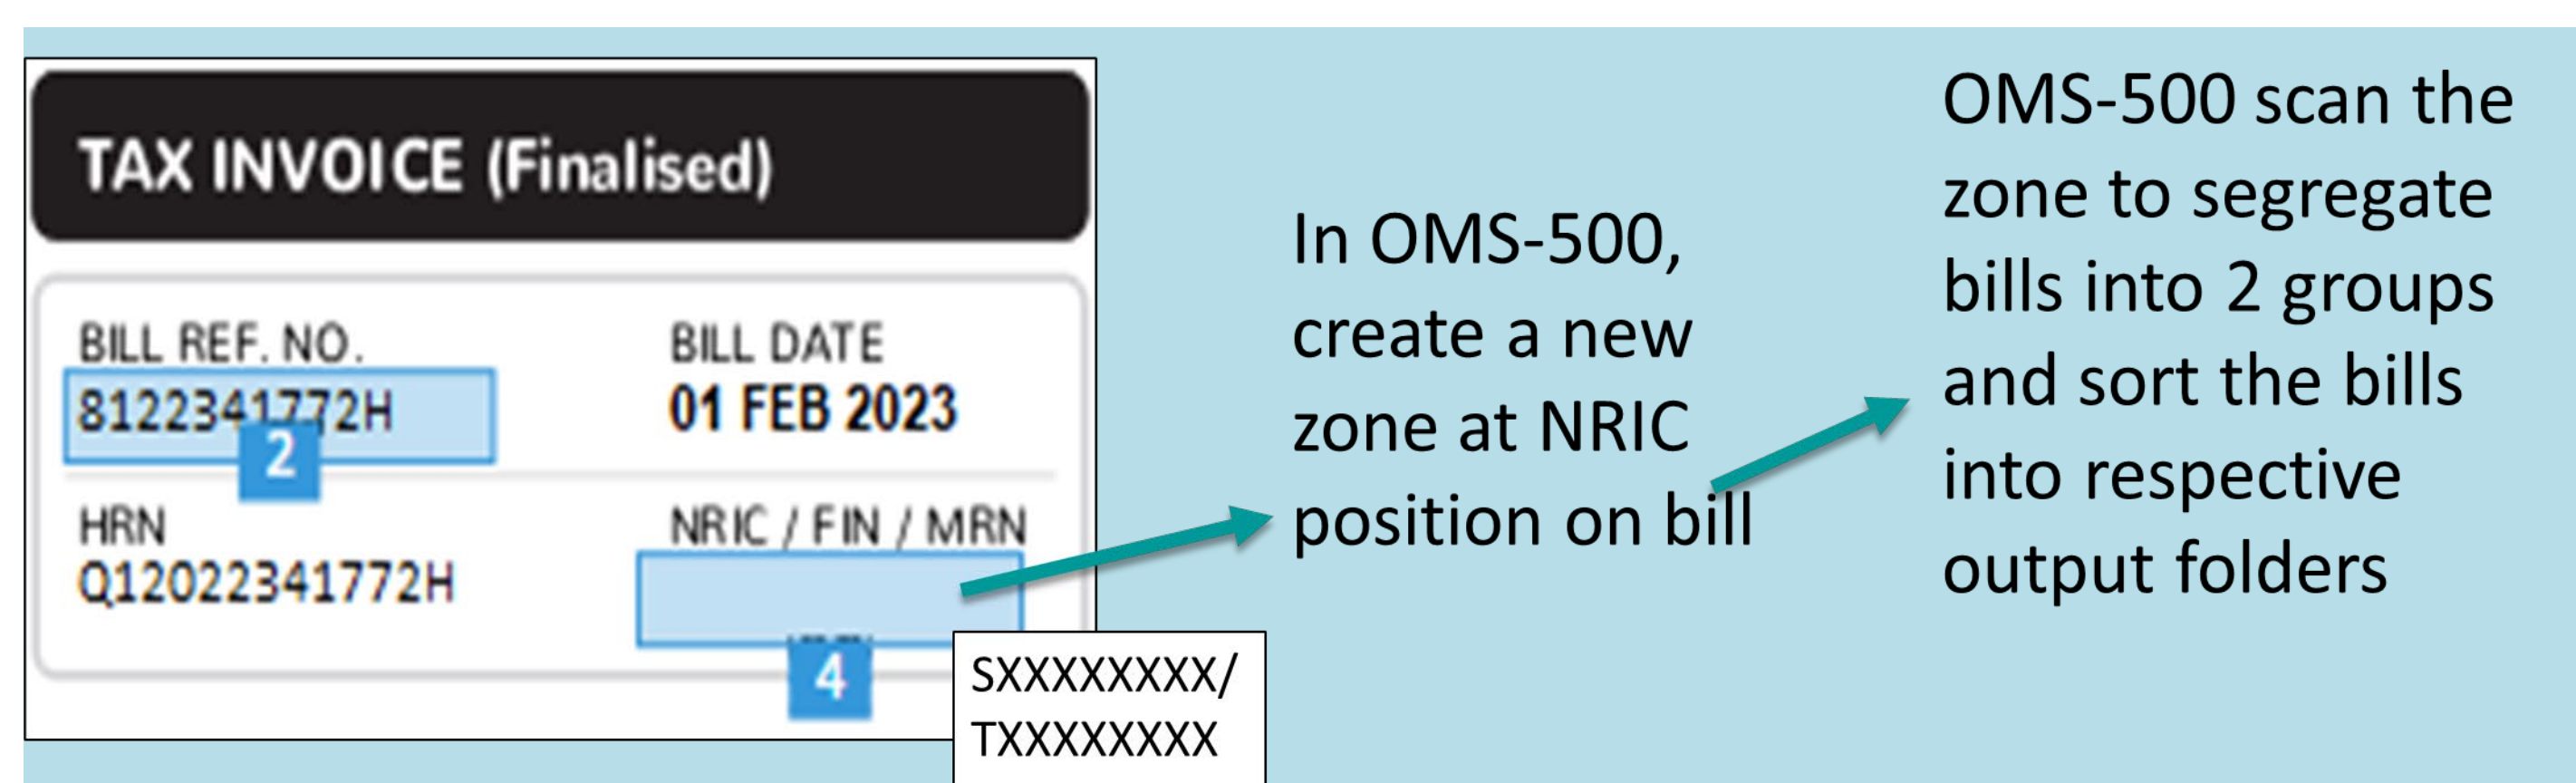 TAX INVOICE (Finalised)
BILL REF. NO.
8122341772H
2
BILL DATE
01 FEB 2023
HRN
Q12022341772H
NRIC / FIN / MRN
4
SXXXXXXXX/
TXXXXXXXX
In OMS-500,
create a new
zone at NRIC
position on bill
OMS-500 scan the
zone to segregate
bills into 2 groups
and sort the bills
into respective
output folders